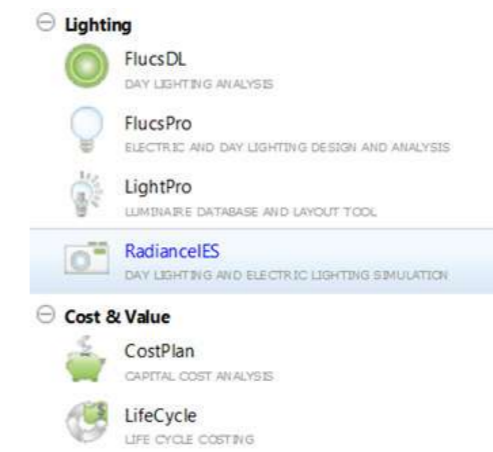 Lighting
FlucsDL
DAY LIGHTING ANALYSIS
FlucsPro
ELECTRIC AND DAY LIGHTING DESIGN AND ANALYSIS
LightPro
LUMINAIRE DATABASE AND LAYOUT TOOL
RadianceIES
DAY LIGHTING AND ELECTRIC LIGHTING SIMULATION
Cost & Value
CostPlan
CAPITAL COST ANALYSIS
LifeCycle
LIFE CYCLE COSTING